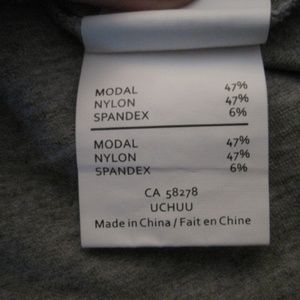 MODAL 47%
NYLON 47%
SPANDEX 6%
MODAL 47%
NYLON 47%
SPANDEX 6%
CA 58278
UCHUU
Made in China / Fait en Chine